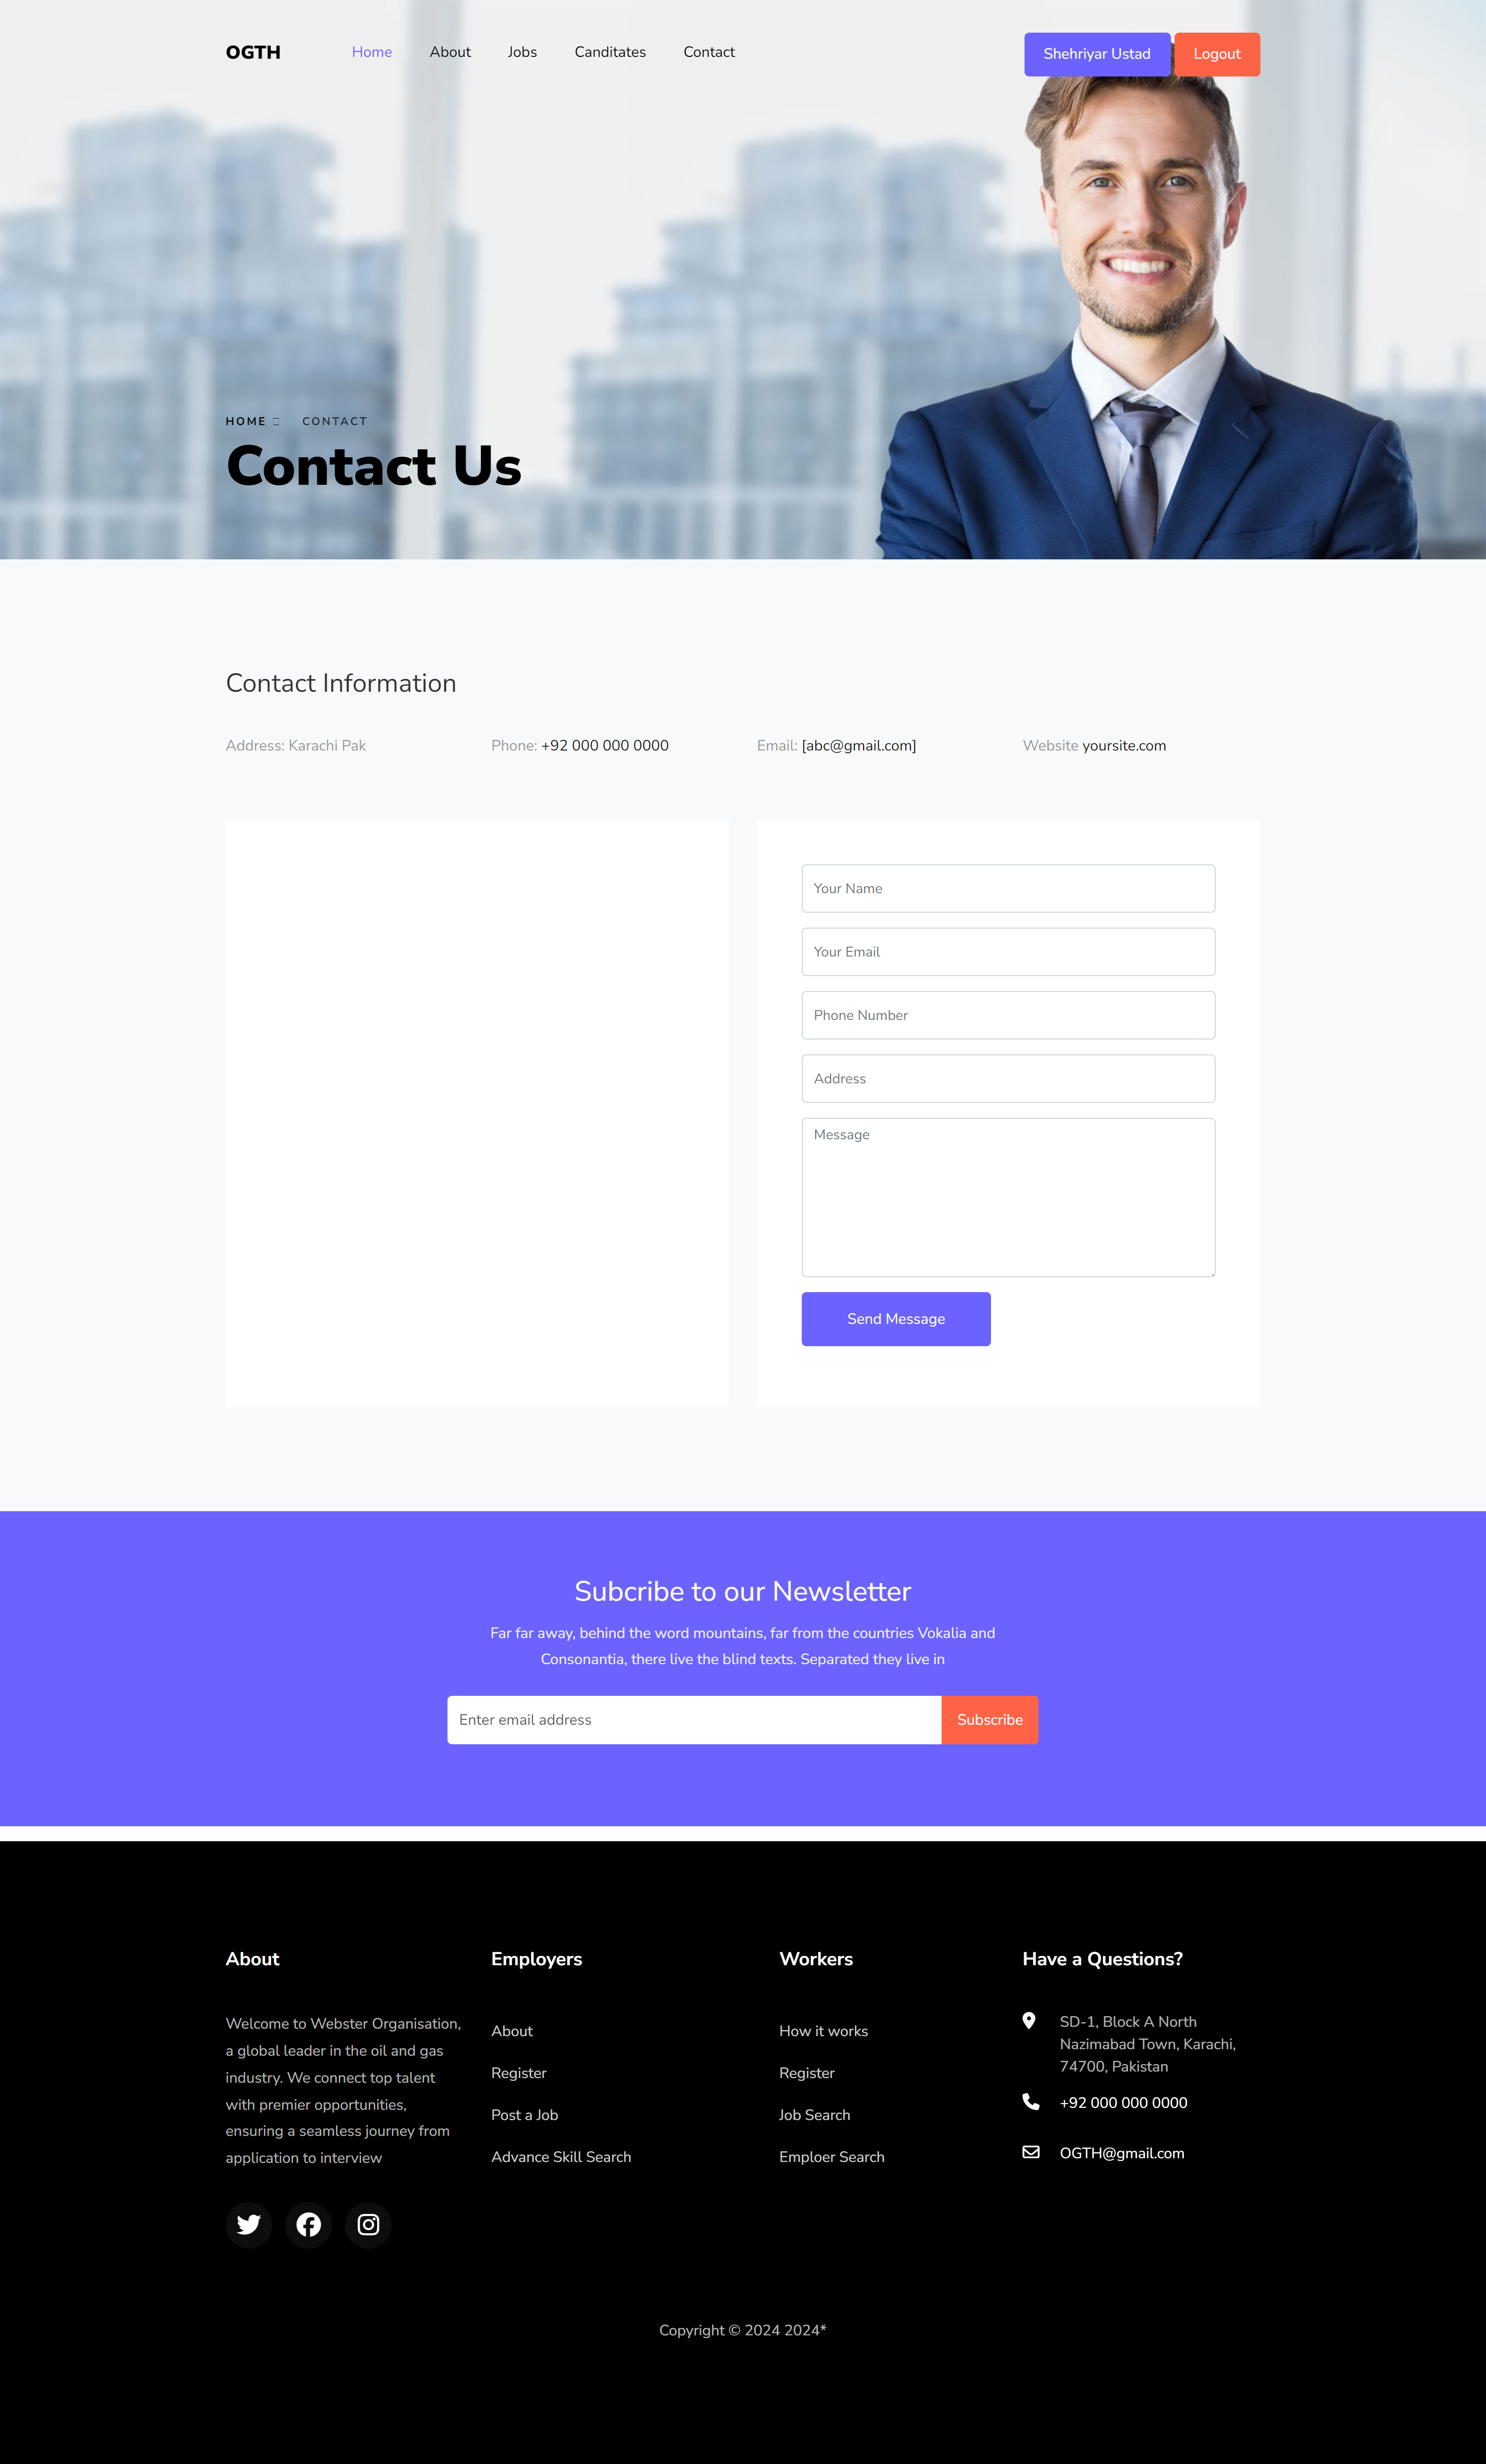 OGTH
Home About Jobs Canditates Contact
Shehriyar Ustad Logout
HOME CONTACT
Contact Us
Contact Information
Address: Karachi Pak
Phone: +92 000 000 0000
Email: [abc@gmail.com]
Website yoursite.com
Your Name
Your Email
Phone Number
Address
Message
Send Message
Subcribe to our Newsletter
Far far away, behind the word mountains, far from the countries Vokalia and
Consonantia, there live the blind texts. Separated they live in
Enter email address Subscribe
About
Welcome to Webster Organisation,
a global leader in the oil and gas
industry. We connect top talent
with premier opportunities,
ensuring a seamless journey from
application to interview
Employers
About
Register
Post a Job
Advance Skill Search
Workers
How it works
Register
Job Search
Emploer Search
Have a Questions?
SD-1, Block A North
Nazimabad Town, Karachi,
74700, Pakistan
+92 000 000 0000
OGTH@gmail.com
Copyright © 2024 2024*